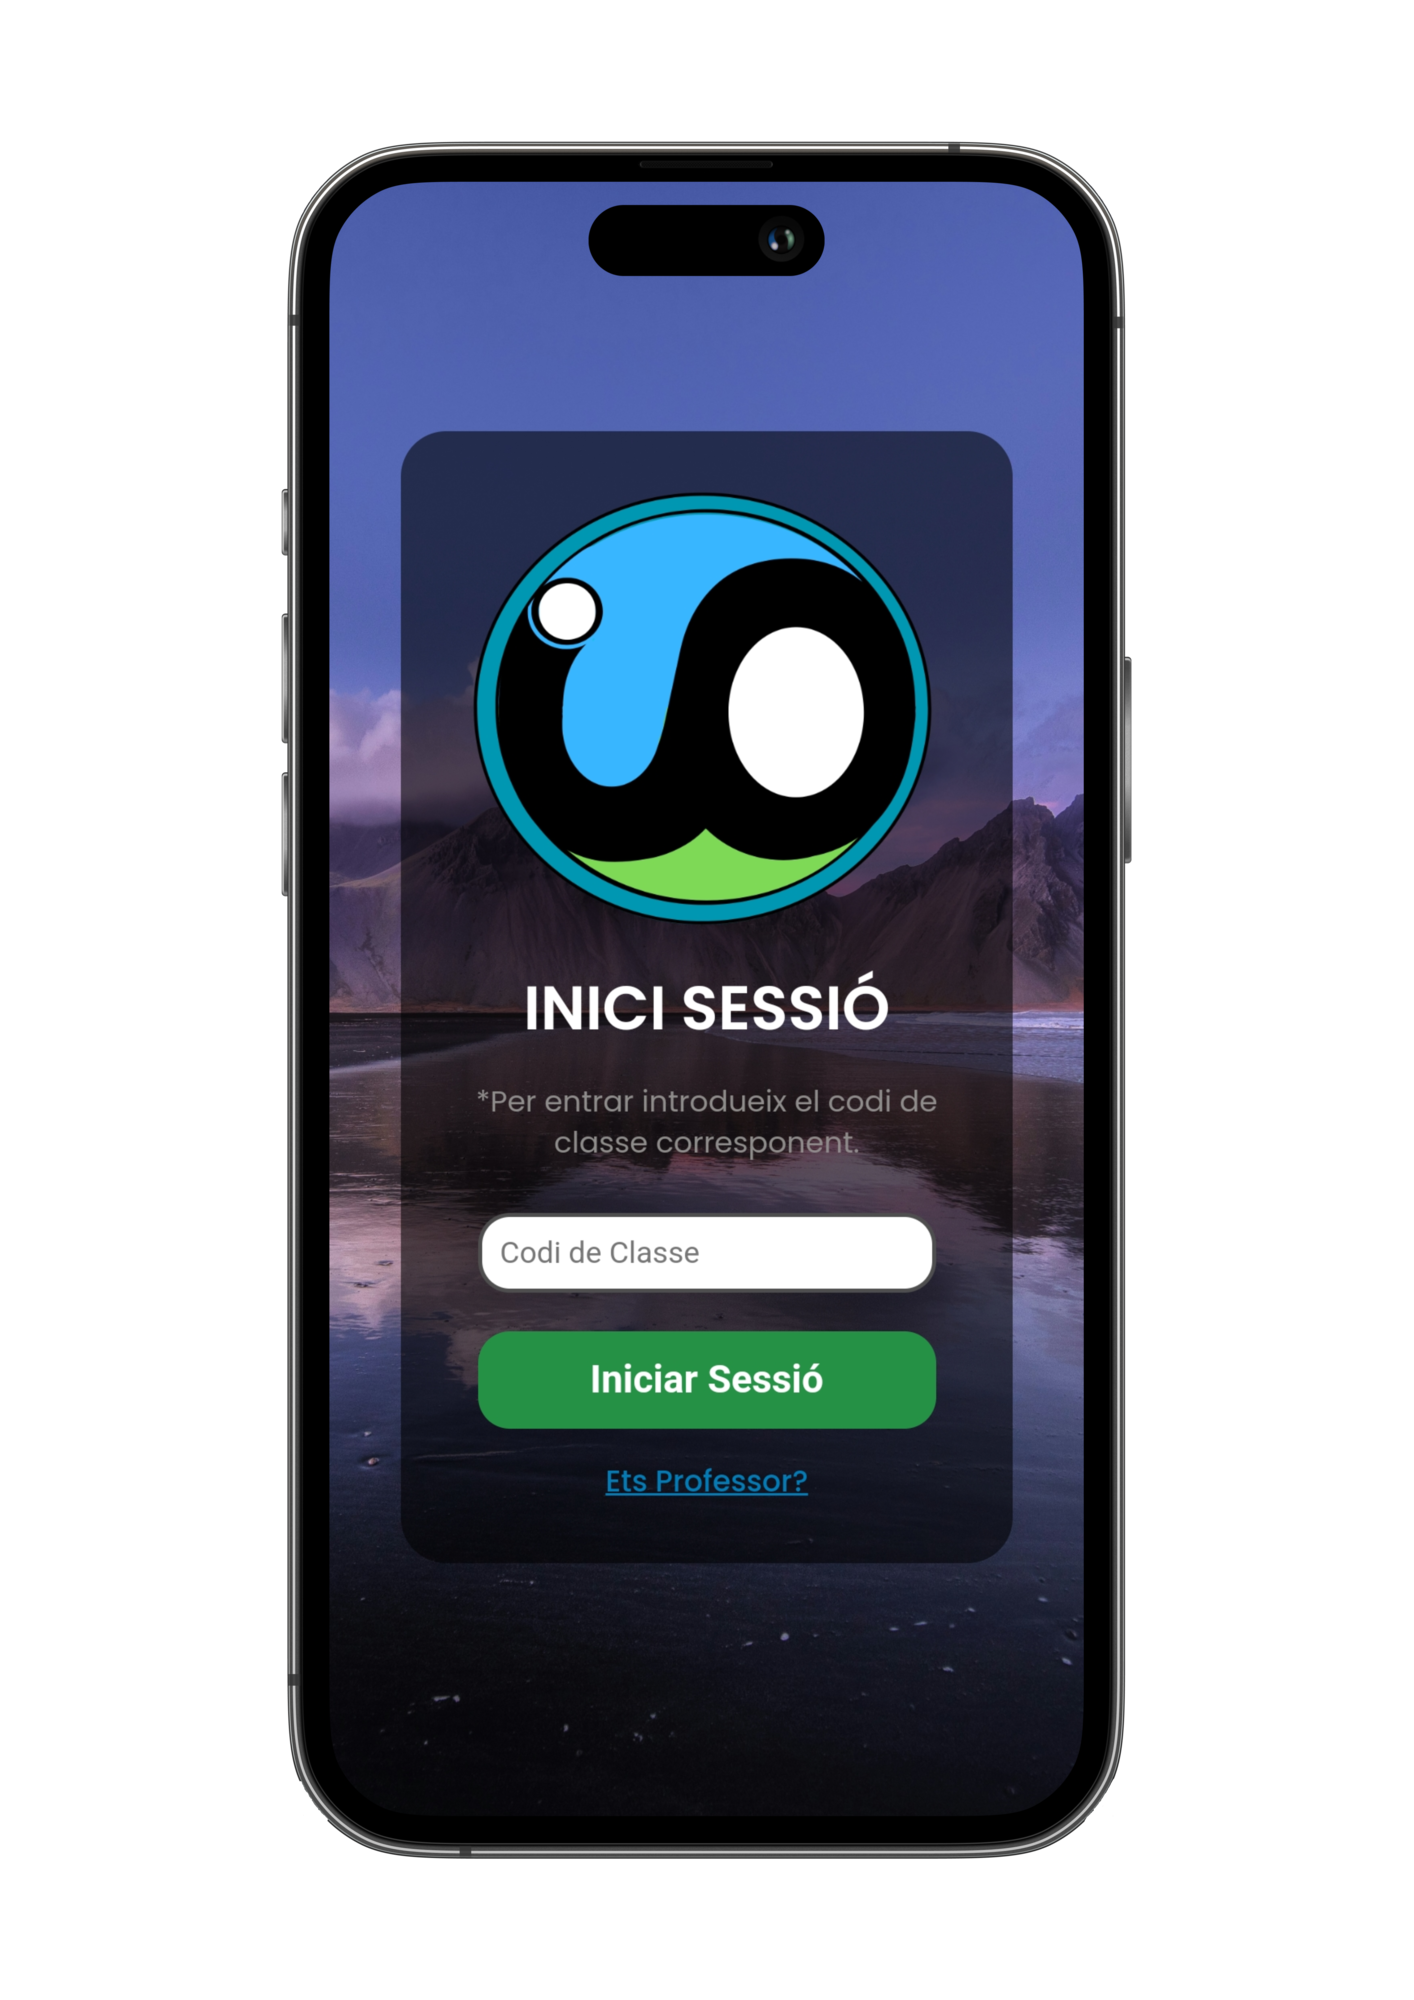 INICI SESSIÓ
*Per entrar introdueix el codi de
classe corresponent.
Codi de Classe
Iniciar Sessió
Ets Professor?